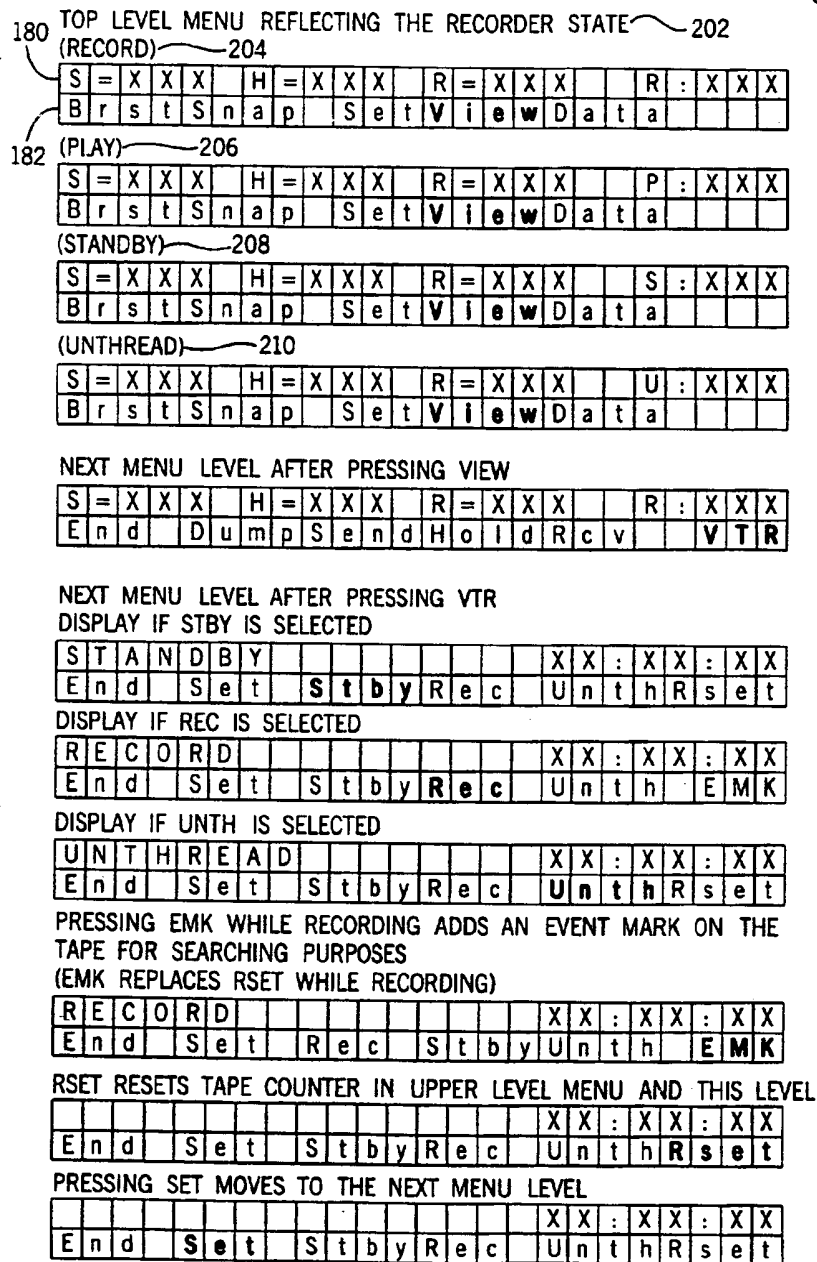 TOP LEVEL MENU REFLECTING THE RECORDER STATE 202
180 (RECORD) 204
S=XXX H=XXX R=XXX R:XXX
BrstSnap SetViewData
182 (PLAY) 206
S=XXX H=XXX R=XXX P:XXX
BrstSnap SetViewData
(STANDBY) 208
S=XXX H=XXX R=XXX S:XXX
BrstSnap SetViewData
(UNTHREAD) 210
S=XXX H=XXX R=XXX U:XXX
BrstSnap SetViewData
NEXT MENU LEVEL AFTER PRESSING VIEW
S=XXX H=XXX R=XXX R:XXX
End DumpSendHoldRcv VTR
NEXT MENU LEVEL AFTER PRESSING VTR
DISPLAY IF STBY IS SELECTED
STANDBY XX:XX:XX
End Set StbyRec UnthRset
DISPLAY IF REC IS SELECTED
RECORD XX:XX:XX
End Set StbyRec Unth EMK
DISPLAY IF UNTH IS SELECTED
UNTHREAD XX:XX:XX
End Set StbyRec UnthRset
PRESSING EMK WHILE RECORDING ADDS AN EVENT MARK ON THE
TAPE FOR SEARCHING PURPOSES
(EMK REPLACES RSET WHILE RECORDING)
RECORD XX:XX:XX
End Set Rec StbyUnth EMK
RSET RESETS TAPE COUNTER IN UPPER LEVEL MENU AND THIS LEVEL
XX:XX:XX
End Set StbyRec UnthRset
PRESSING SET MOVES TO THE NEXT MENU LEVEL
XX:XX:XX
End Set StbyRec UnthRset